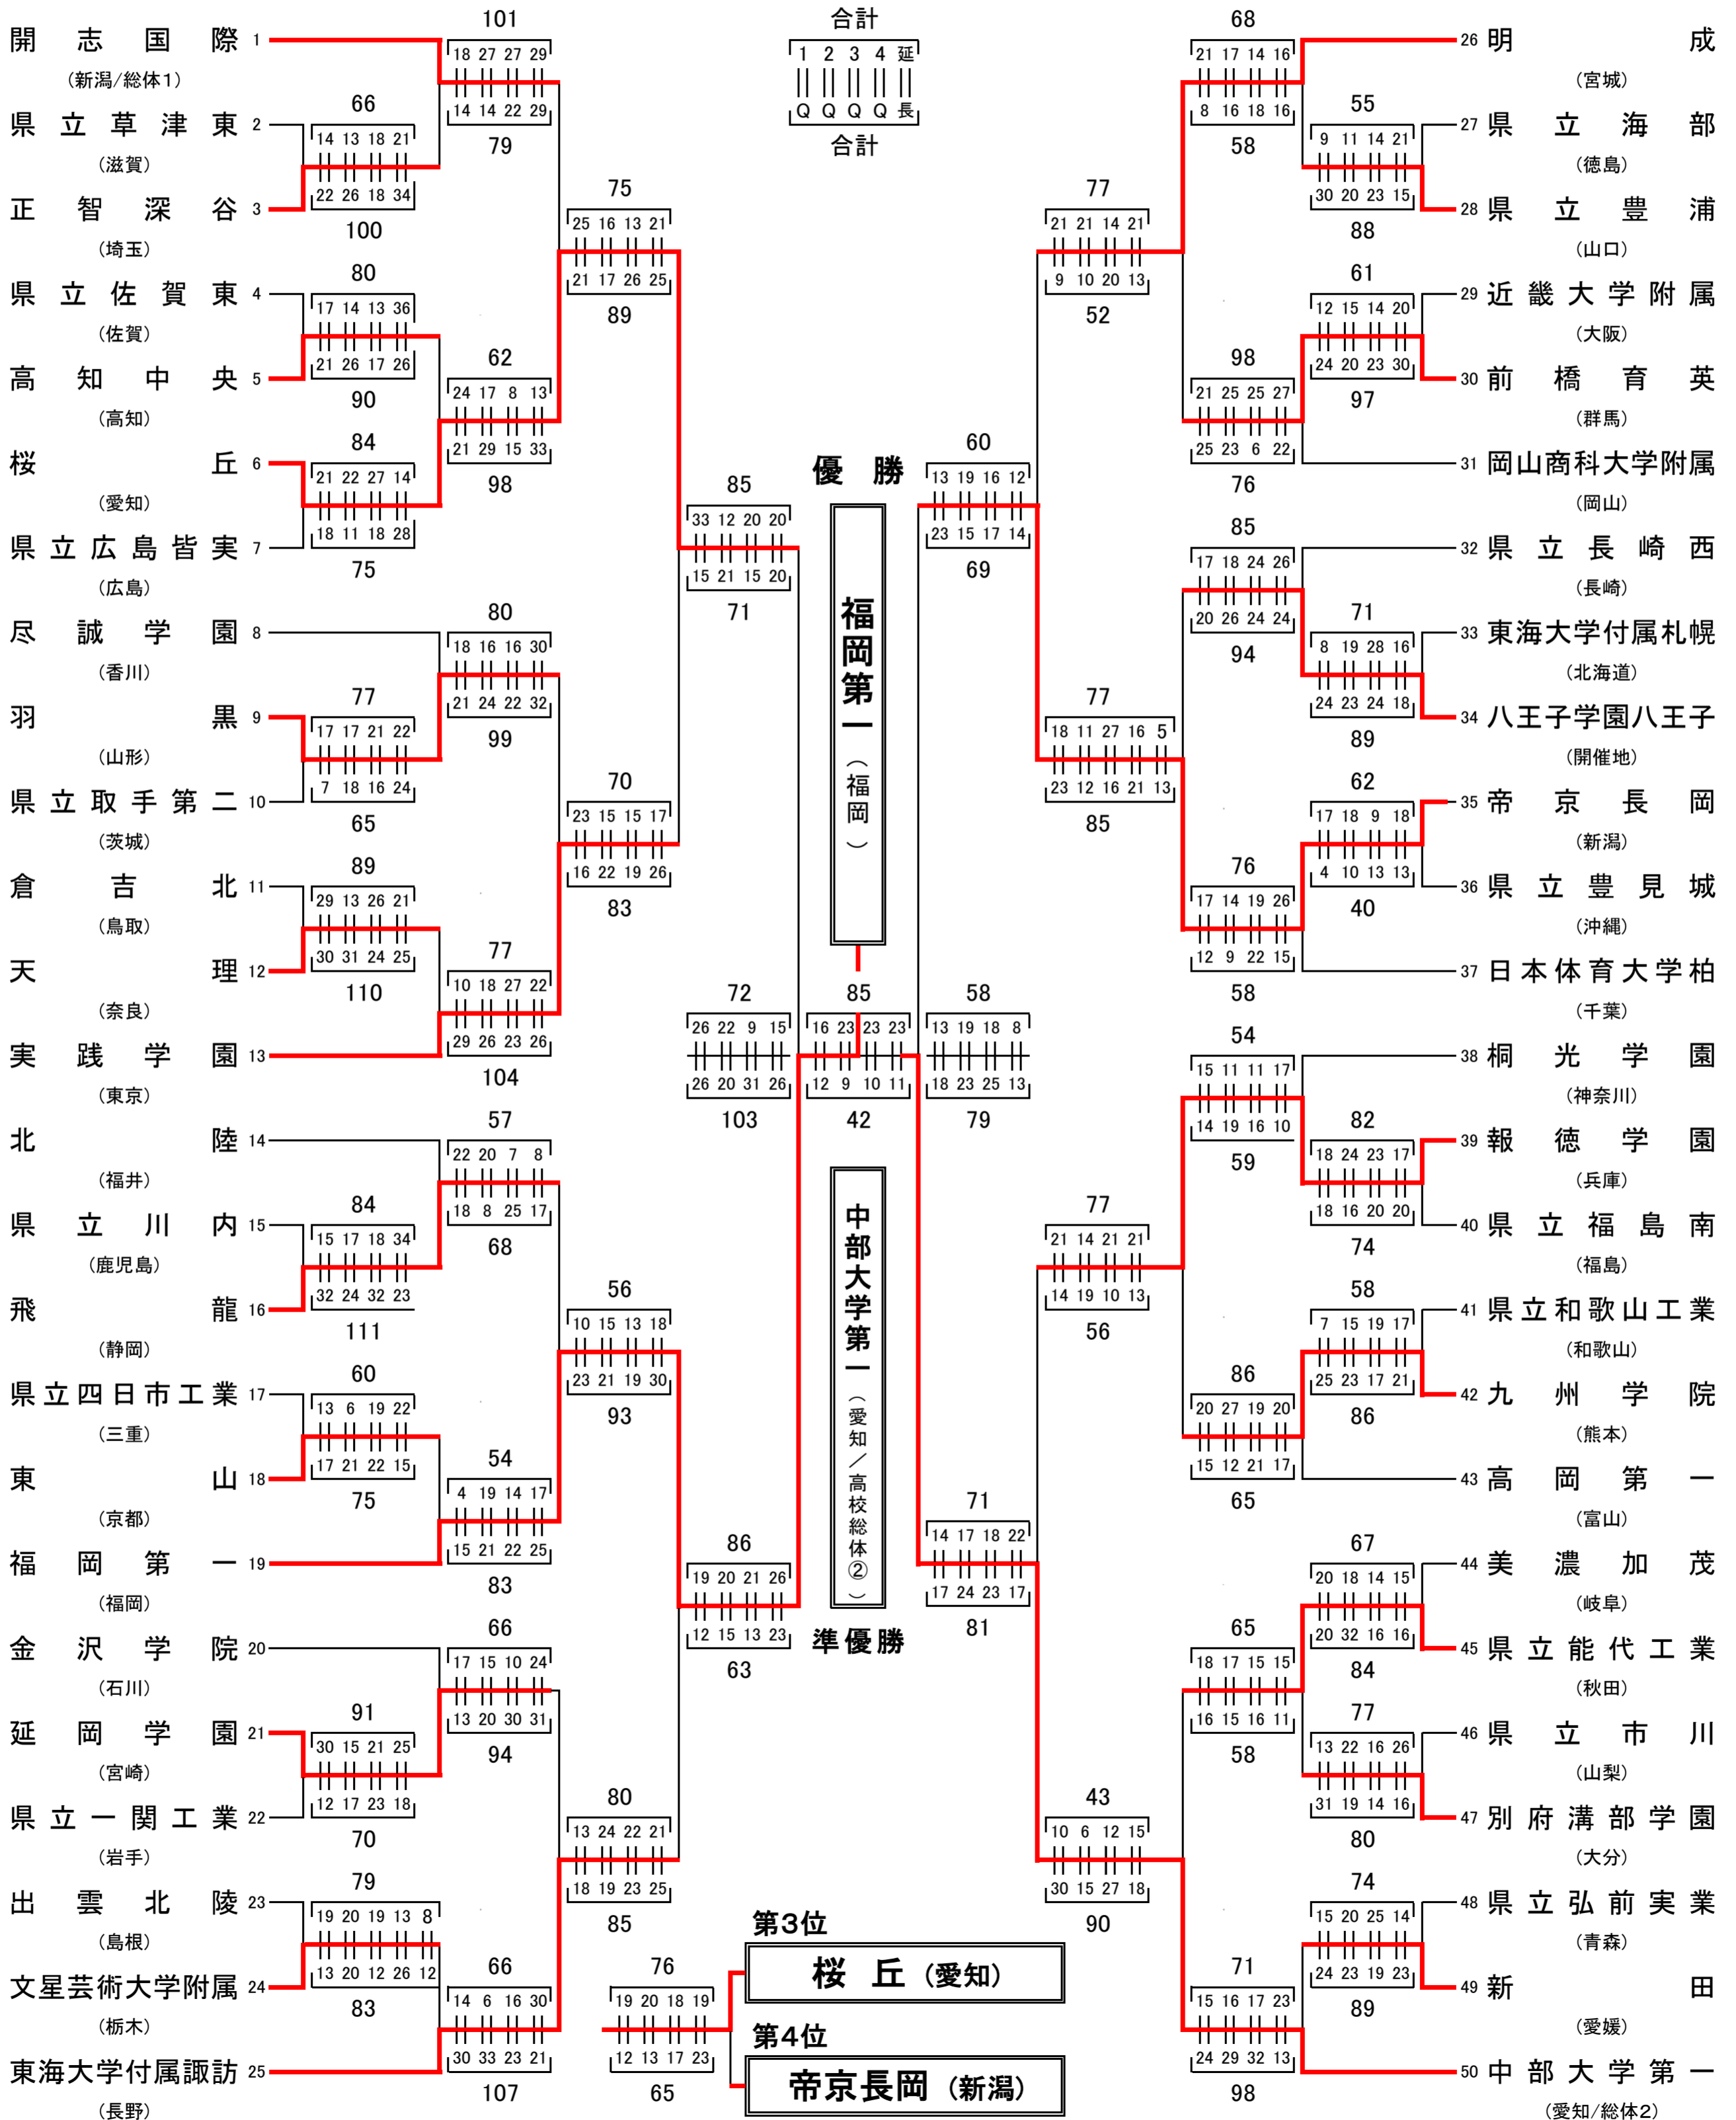 開志国際 1
(新潟/総体1)
県立草津東 2
(滋賀)
正智深谷 3
(埼玉)
県立佐賀東 4
(佐賀)
高知中央 5
(高知)
桜丘 6
(愛知)
県立広島皆実 7
(広島)
尽誠学園 8
(香川)
羽黒 9
(山形)
県立取手第二 10
(茨城)
倉吉北 11
(鳥取)
天理 12
(奈良)
実践学園 13
(東京)
北陸 14
(福井)
県立川内 15
(鹿児島)
飛龍 16
(静岡)
県立四日市工業 17
(三重)
東山 18
(京都)
福岡第一 19
(福岡)
金沢学院 20
(石川)
延岡学園 21
(宮崎)
県立一関工業 22
(岩手)
出雲北陵 23
(島根)
文星芸術大学附属 24
(栃木)
東海大学付属諏訪 25
(長野)
66
14 13 18 21
22 26 18 34
100
80
17 14 13 36
21 26 17 26
90
84
21 22 27 14
18 11 18 28
75
77
17 17 21 22
7 18 16 24
65
89
29 13 26 21
30 31 24 25
110
84
15 17 18 34
32 24 32 23
111
60
13 6 19 22
17 21 22 15
75
91
30 15 21 25
12 17 23 18
70
79
19 20 19 13 8
13 20 12 26 12
83
101
18 27 27 29
14 14 22 29
79
62
24 17 8 13
21 29 15 33
98
80
18 16 16 30
21 24 22 32
99
77
10 18 27 22
29 26 23 26
104
57
22 20 7 8
18 8 25 17
68
54
4 19 14 17
15 21 22 25
83
66
17 15 10 24
13 20 30 31
94
66
14 6 16 30
30 33 23 21
107
75
25 16 13 21
21 17 26 25
89
70
23 15 15 17
16 22 19 26
83
56
10 15 13 18
23 21 19 30
93
80
13 24 22 21
18 19 23 25
85
85
33 12 20 20
15 21 15 20
71
86
19 20 21 26
12 15 13 23
63
合計
1 2 3 4 延
Q Q Q Q 長
合計
優勝
福岡第一(福岡)
72
26 22 9 15
26 20 31 26
103
85
16 23 23 23
12 9 10 11
42
58
13 19 18 8
18 23 25 13
79
中部大学第一(愛知/高校総体②)
準優勝
第3位
桜丘(愛知)
76
19 20 18 19
12 13 17 23
65
第4位
帝京長岡(新潟)
60
13 19 16 12
23 15 17 14
69
71
14 17 18 22
17 24 23 17
81
77
21 21 14 21
9 10 20 13
52
77
18 11 27 16 5
23 12 16 21 13
85
77
21 14 21 21
14 19 10 13
56
43
10 6 12 15
30 15 27 18
90
68
21 17 14 16
8 16 18 16
58
98
21 25 25 27
25 23 6 22
76
85
17 18 24 26
20 26 24 24
94
76
17 14 19 26
12 9 22 15
58
54
15 11 11 17
14 19 16 10
59
86
20 27 19 20
15 12 21 17
65
65
18 17 15 15
16 15 16 11
58
71
15 16 17 23
24 29 32 13
98
55
9 11 14 21
30 20 23 15
88
61
12 15 14 20
24 20 23 30
97
71
8 19 28 16
24 23 24 18
89
62
17 18 9 18
4 10 13 13
40
82
18 24 23 17
18 16 20 20
74
58
7 15 19 17
25 23 17 21
86
67
20 18 14 15
20 32 16 16
84
77
13 22 16 26
31 19 14 16
80
74
15 20 25 14
24 23 19 23
89
26 明成
(宮城)
27 県立海部
(徳島)
28 県立豊浦
(山口)
29 近畿大学附属
(大阪)
30 前橋育英
(群馬)
31 岡山商科大学附属
(岡山)
32 県立長崎西
(長崎)
33 東海大学付属札幌
(北海道)
34 八王子学園八王子
(開催地)
35 帝京長岡
(新潟)
36 県立豊見城
(沖縄)
37 日本体育大学柏
(千葉)
38 桐光学園
(神奈川)
39 報徳学園
(兵庫)
40 県立福島南
(福島)
41 県立和歌山工業
(和歌山)
42 九州学院
(熊本)
43 高岡第一
(富山)
44 美濃加茂
(岐阜)
45 県立能代工業
(秋田)
46 県立市川
(山梨)
47 別府溝部学園
(大分)
48 県立弘前実業
(青森)
49 新田
(愛媛)
50 中部大学第一
(愛知/総体2)